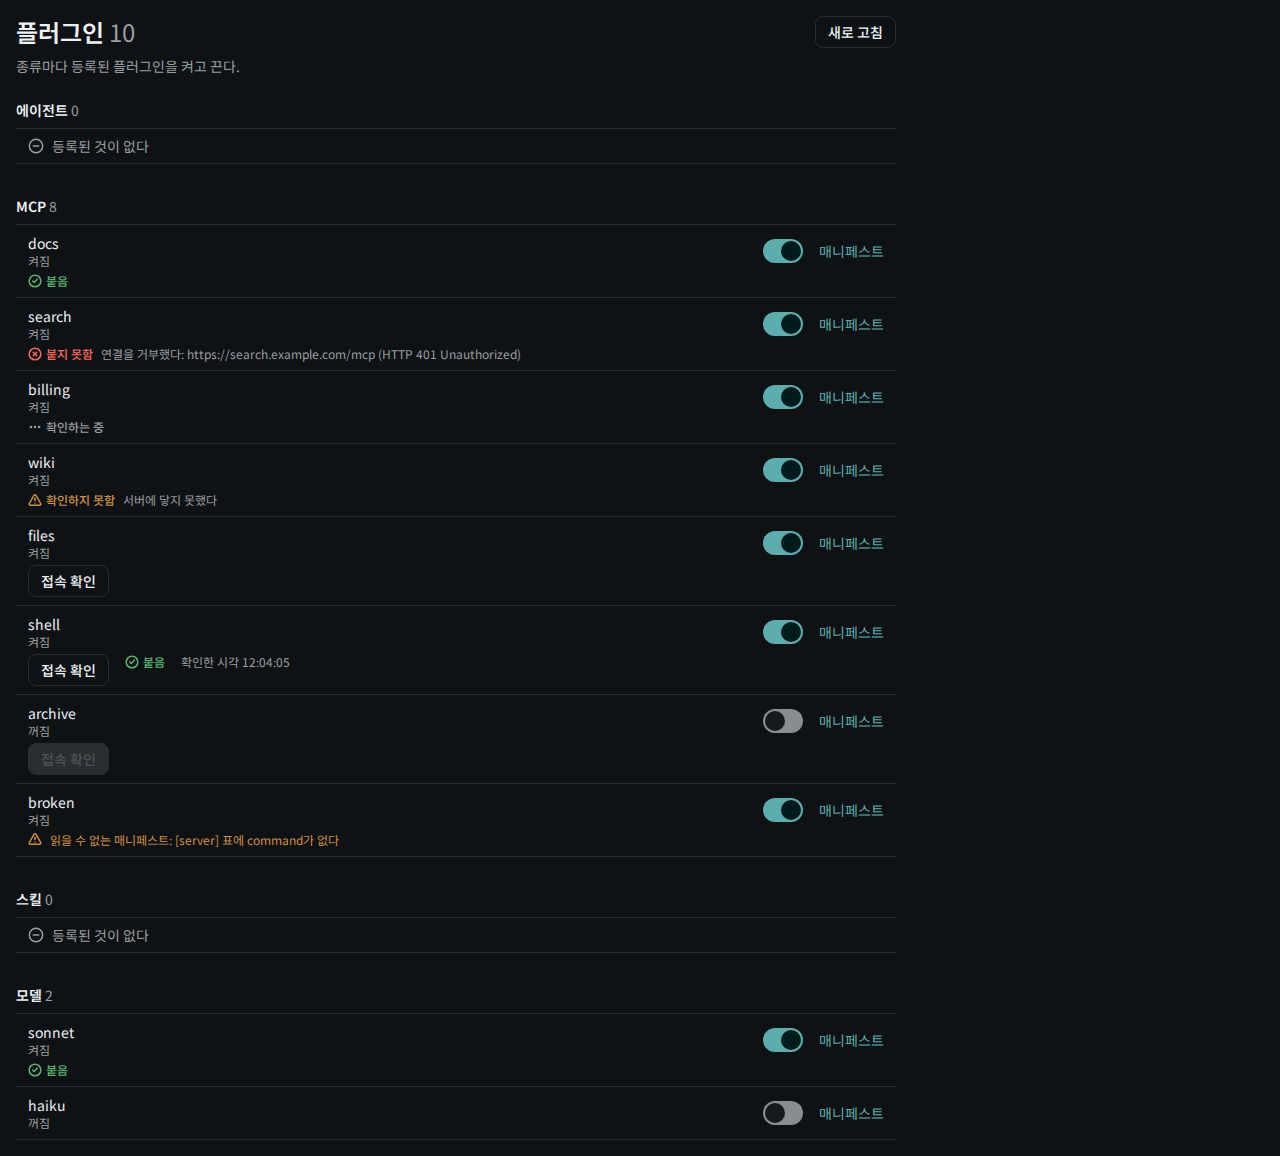 플러그인 10
새로 고침
종류마다 등록된 플러그인을 켜고 끈다.
에이전트 0
등록된 것이 없다
MCP 8
docs
켜짐
붙음
매니페스트
search
켜짐
붙지 못함 연결을 거부했다: https://search.example.com/mcp (HTTP 401 Unauthorized)
매니페스트
billing
켜짐
확인하는 중
매니페스트
wiki
켜짐
확인하지 못함 서버에 닿지 못했다
매니페스트
files
켜짐
접속 확인
매니페스트
shell
켜짐
접속 확인 붙음 확인한 시각 12:04:05
매니페스트
archive
꺼짐
접속 확인
매니페스트
broken
켜짐
읽을 수 없는 매니페스트: [server] 표에 command가 없다
매니페스트
스킬 0
등록된 것이 없다
모델 2
sonnet
켜짐
붙음
매니페스트
haiku
꺼짐
매니페스트